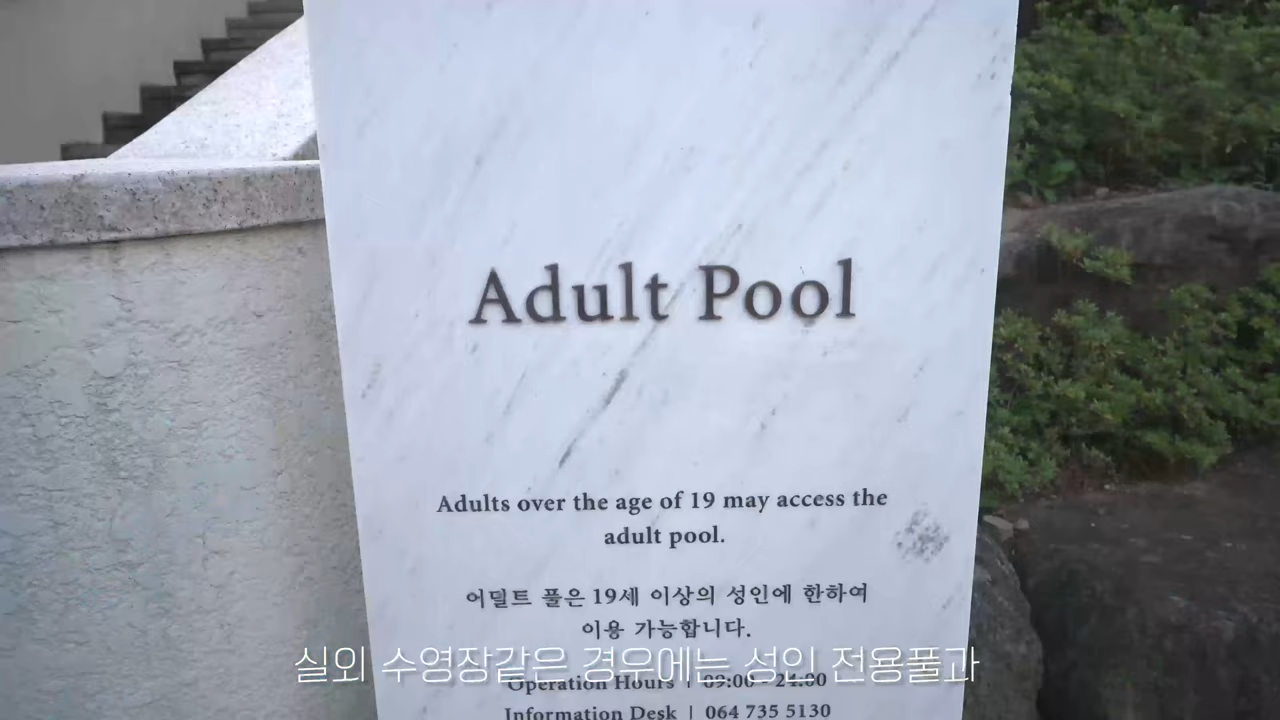 Adult Pool
Adults over the age of 19 may access the
adult pool.
어덜트 풀은 19세 이상의 성인에 한하여
이용 가능합니다.
실외 수영장같은 경우에는 성인 전용풀과
Operation Hours | 09:00 - 24:00
Information Desk | 064 735 5130